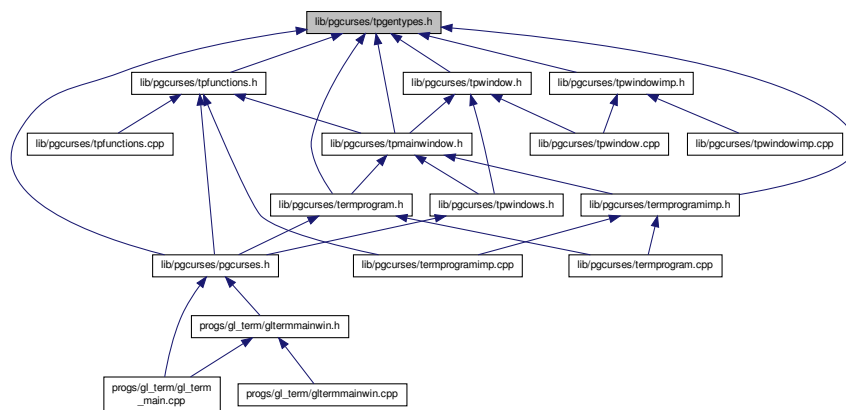 lib/pgcurses/tpgentypes.h
lib/pgcurses/tpfunctions.h
lib/pgcurses/tpwindow.h
lib/pgcurses/tpwindowimp.h
lib/pgcurses/tpfunctions.cpp
lib/pgcurses/tpmainwindow.h
lib/pgcurses/tpwindow.cpp
lib/pgcurses/tpwindowimp.cpp
lib/pgcurses/termprogram.h
lib/pgcurses/tpwindows.h
lib/pgcurses/termprogramimp.h
lib/pgcurses/pgcurses.h
lib/pgcurses/termprogramimp.cpp
lib/pgcurses/termprogram.cpp
progs/gl_term/gltermmainwin.h
progs/gl_term/gl_term
_main.cpp
progs/gl_term/gltermmainwin.cpp